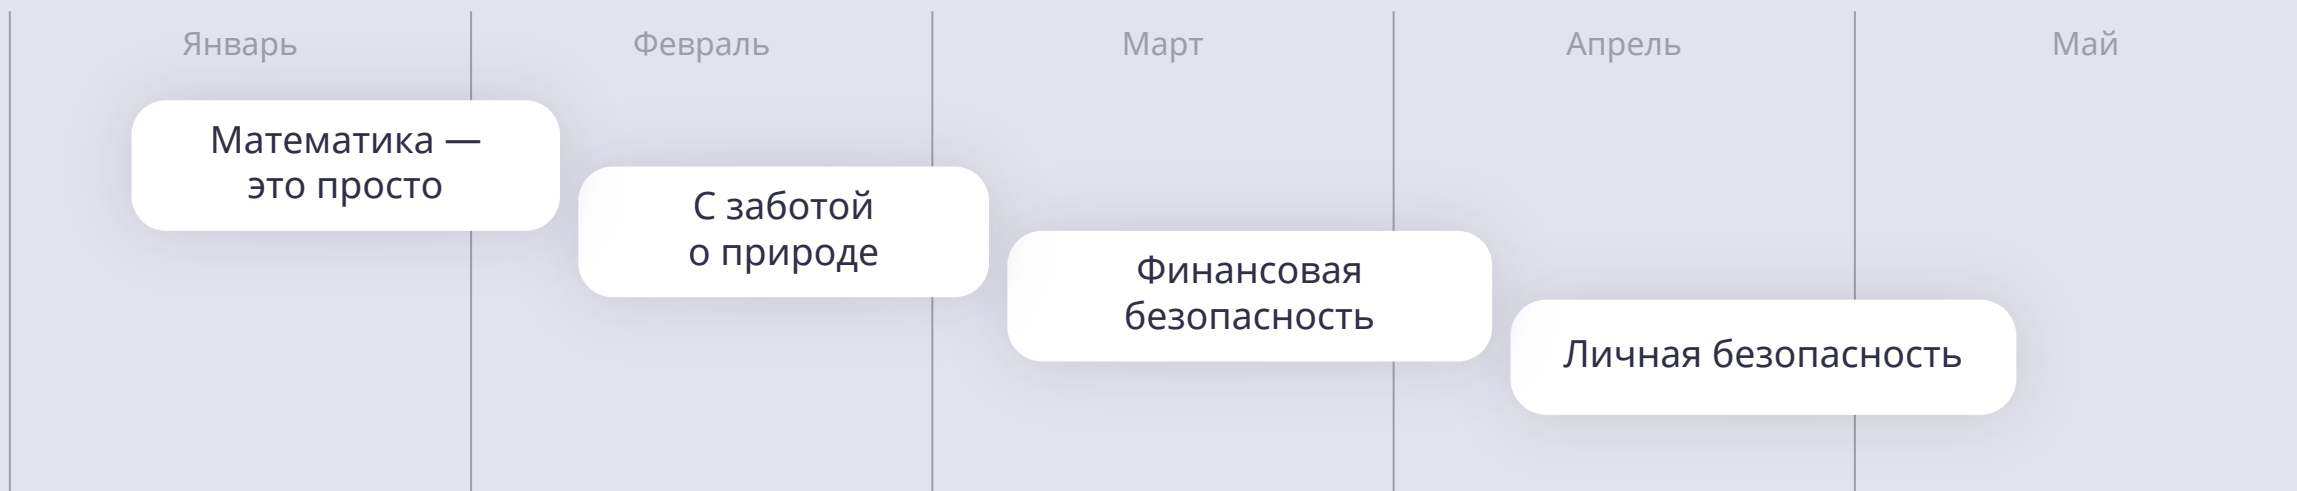 Январь
Февраль
Март
Апрель
Май
Математика —
это просто
С заботой
о природе
Финансовая
безопасность
Личная безопасность